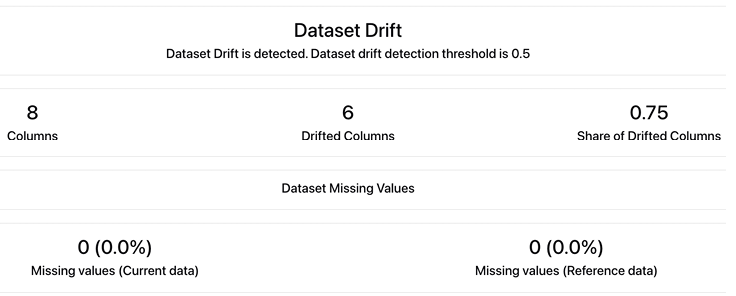 Dataset Drift
Dataset Drift is detected. Dataset drift detection threshold is 0.5
8
6
0.75
Columns
Drifted Columns
Share of Drifted Columns
Dataset Missing Values
0 (0.0%)
0 (0.0%)
Missing values (Current data)
Missing values (Reference data)